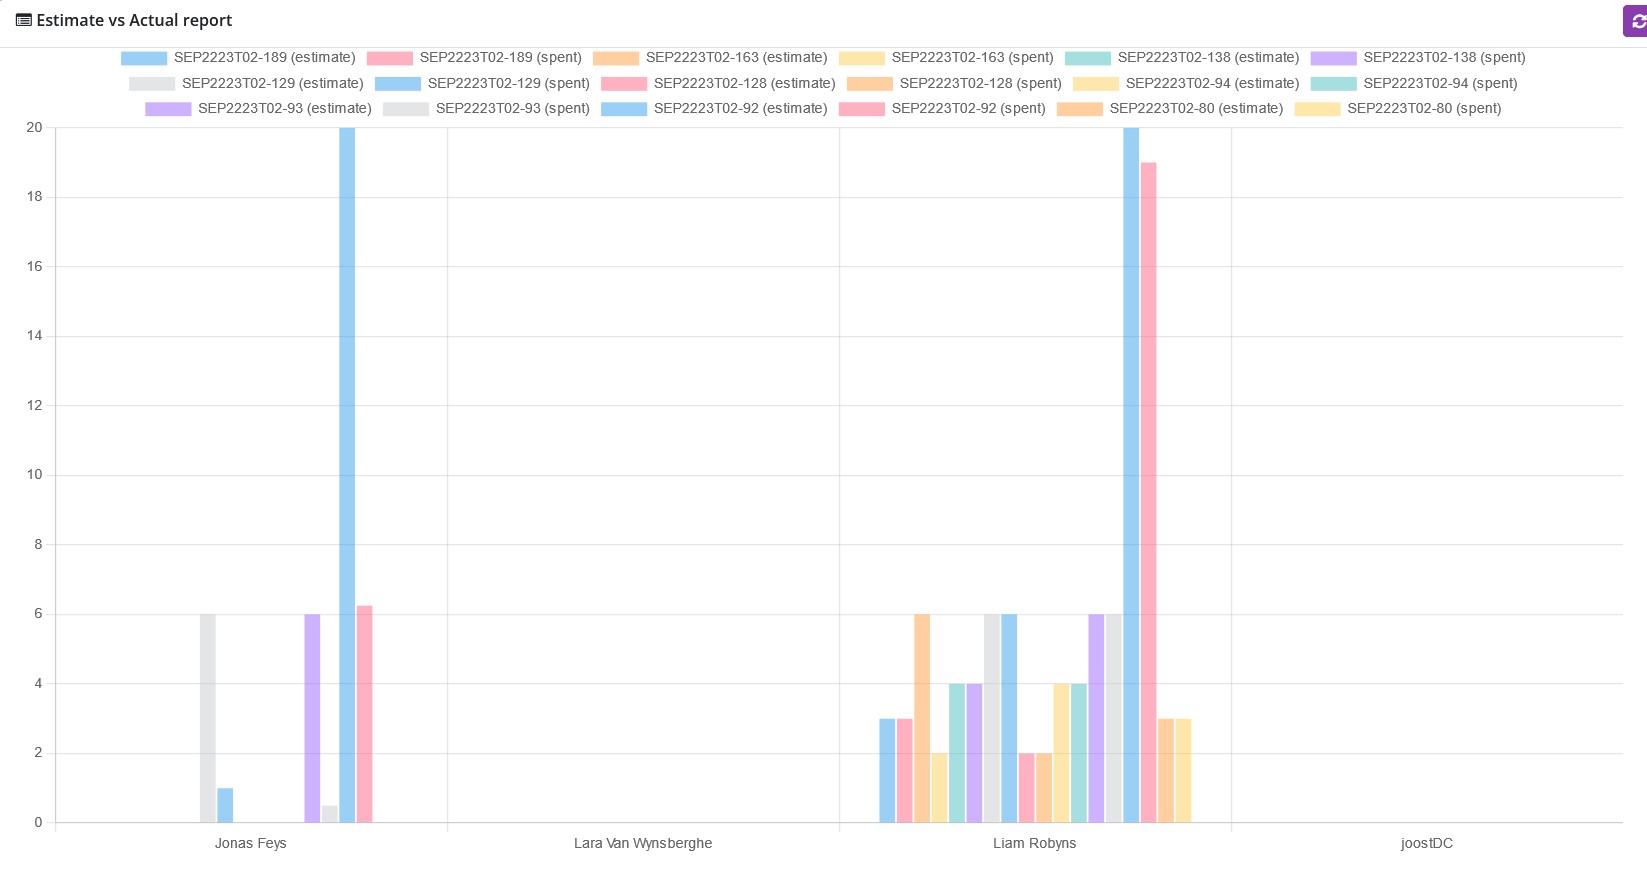 Estimate vs Actual report
SEP2223T02-189 (estimate) SEP2223T02-189 (spent) SEP2223T02-163 (estimate) SEP2223T02-163 (spent) SEP2223T02-138 (estimate) SEP2223T02-138 (spent)
SEP2223T02-129 (estimate) SEP2223T02-129 (spent) SEP2223T02-128 (estimate) SEP2223T02-128 (spent) SEP2223T02-94 (estimate) SEP2223T02-94 (spent)
SEP2223T02-93 (estimate) SEP2223T02-93 (spent) SEP2223T02-92 (estimate) SEP2223T02-92 (spent) SEP2223T02-80 (estimate) SEP2223T02-80 (spent)
20
18
16
14
12
10
8
6
4
2
0
Jonas Feys Lara Van Wynsberghe Liam Robyns joostDC